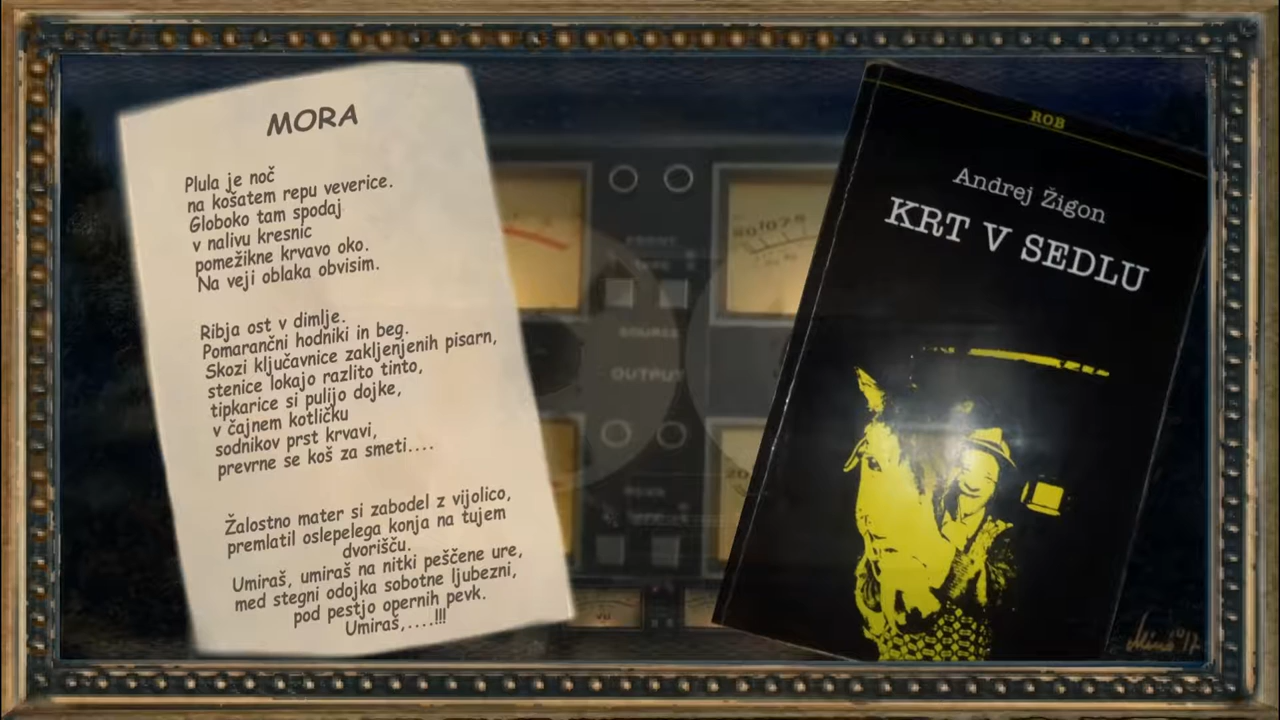 MORA
Plula je noč
na košatem repu veverice.
Globoko tam spodaj
v nalivu kresnic
pomežikne krvavo oko.
Na veji oblaka obvisim.
Ribja ost v dimlje.
Pomarančni hodniki in beg.
Skozi ključavnice zakljenjenih pisarn,
stenice lokajo razlito tinto,
tipkarice si pulijo dojke,
v čajnem kotličku
sodnikov prst krvavi,
prevrne se koš za smeti....
Žalostno mater si zabodel z vijolico,
premlatil oslepelega konja na tujem
dvorišču.
Umiraš, umiraš na nitki peščene ure,
med stegni odojka sobotne ljubezni,
pod pestjo opernih pevk.
Umiraš,....!!!
ROB
Andrej Žigon
KRT V SEDLU
OUTPUT
VU